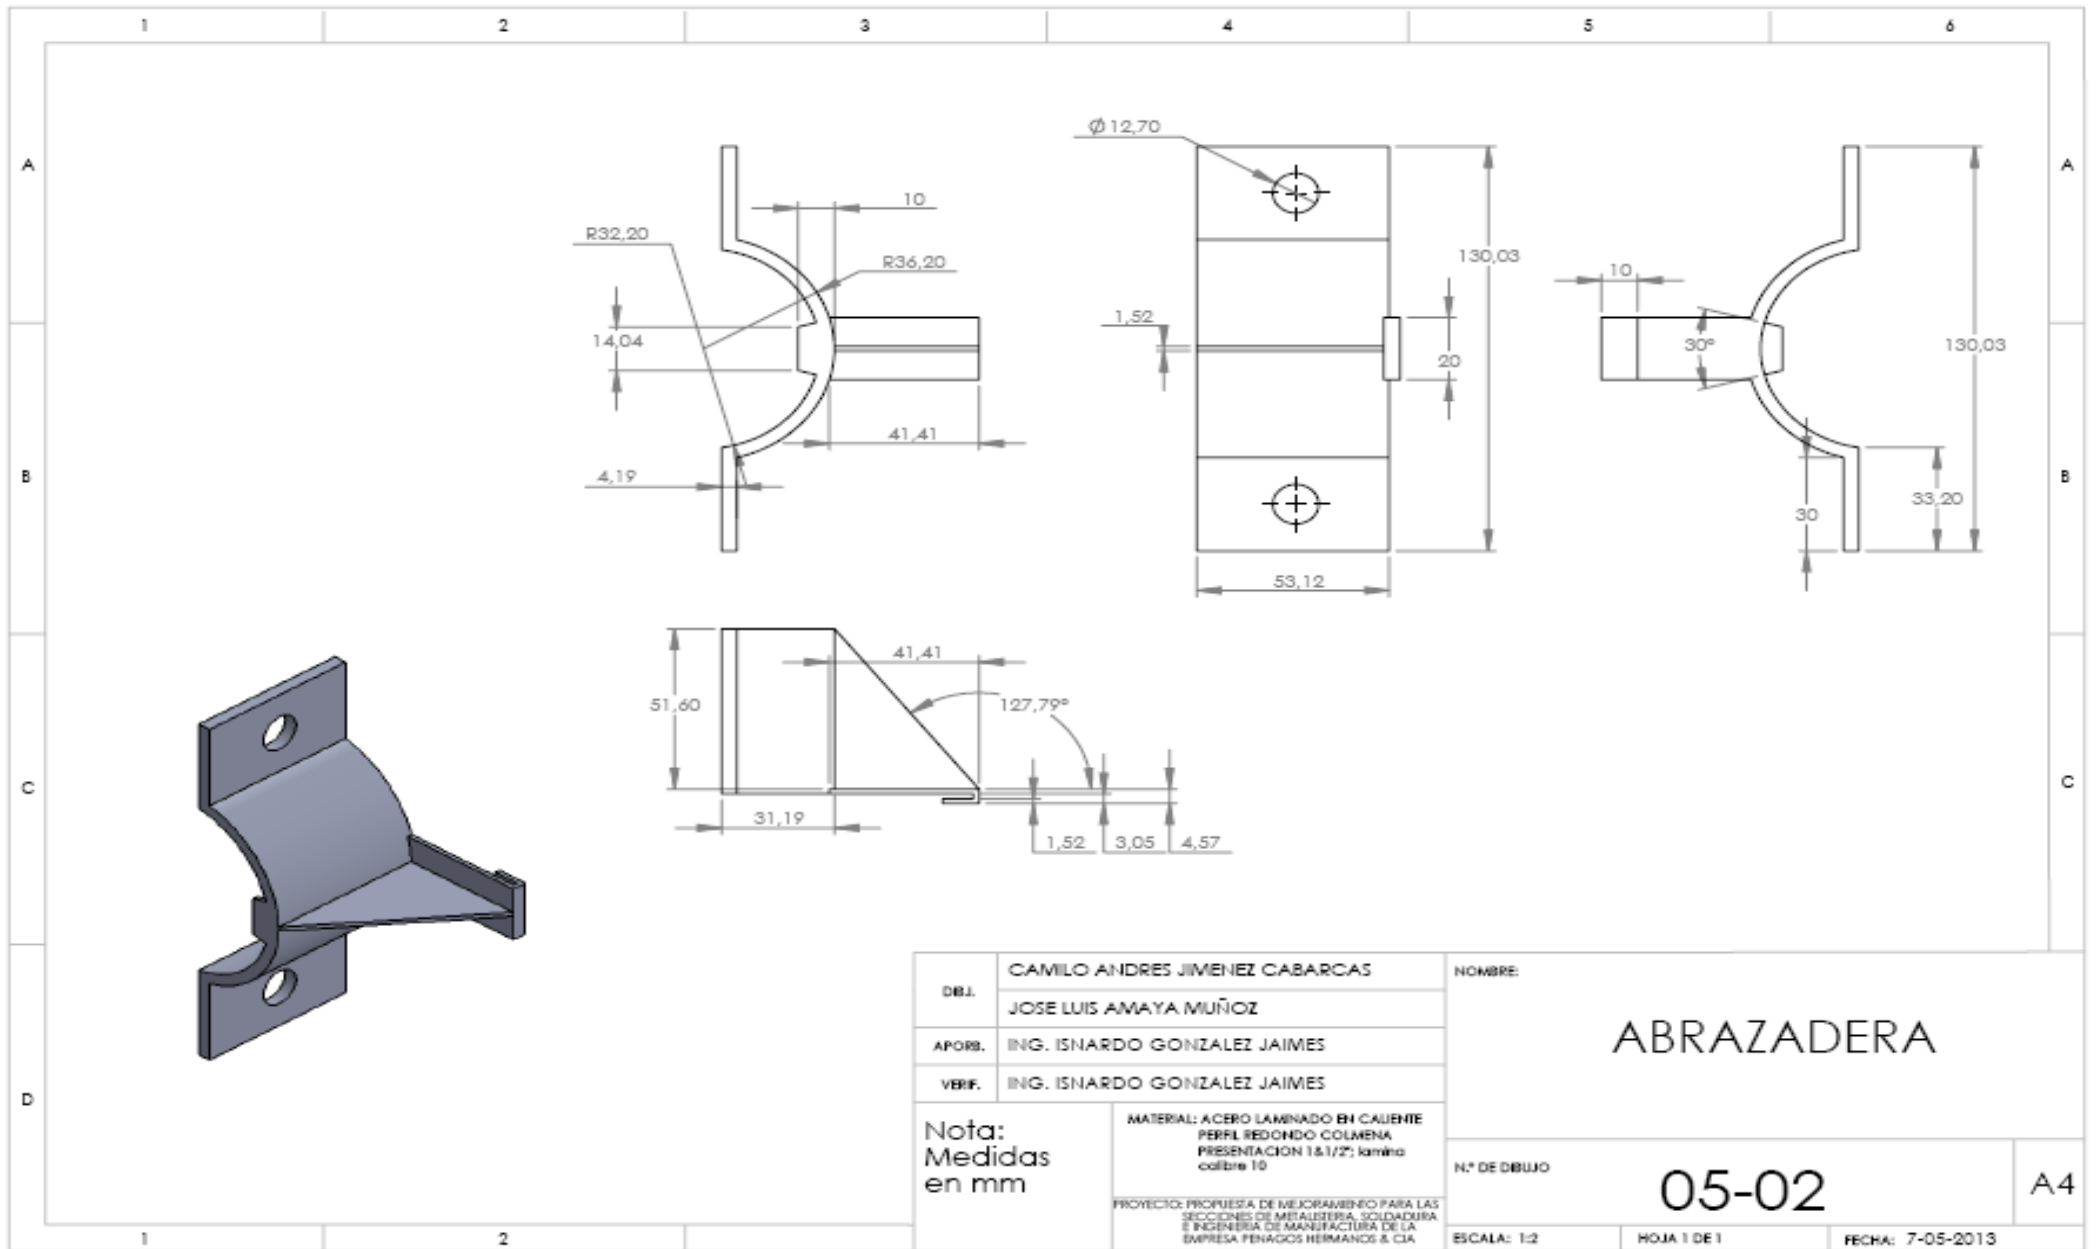 1 2 3 4 5 6
A A
B B
C C
D
1 2
10
R32,20
R36,20
14,04
41,41
4,19
Ø12,70
130,03
1,52
20
53,12
10
30°
130,03
33,20
30
41,41
51,60
127,79°
31,19
1,52 3,05 4,57
DIBJ.
CAMILO ANDRES JIMENEZ CABARCAS
JOSE LUIS AMAYA MUÑOZ
APORB. ING. ISNARDO GONZALEZ JAIMES
VERIF. ING. ISNARDO GONZALEZ JAIMES
Nota:
Medidas
en mm
MATERIAL: ACERO LAMINADO EN CALIENTE
PERFIL REDONDO COLMENA
PRESENTACION 1&1/2"; lamina
calibre 10
PROYECTO: PROPUESTA DE MEJORAMIENTO PARA LAS
SECCIONES DE METALISTERIA, SOLDADURA
E INGENIERIA DE MANUFACTURA DE LA
EMPRESA PENAGOS HERMANOS & CIA
NOMBRE:
ABRAZADERA
N.º DE DIBUJO
05-02
A4
ESCALA: 1:2
HOJA 1 DE 1
FECHA: 7-05-2013